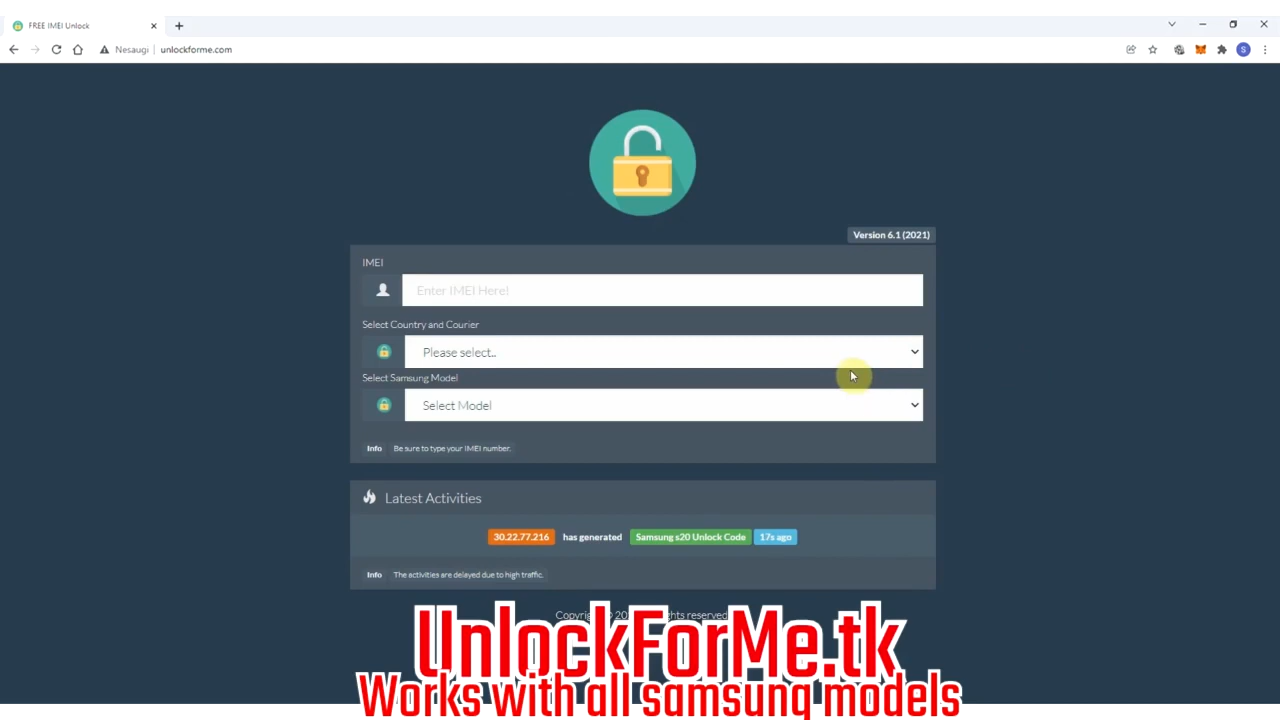 FREE IMEI Unlock
Nesaugi
unlockforme.com
S
Version 6.1 (2021)
IMEI
Enter IMEI Here!
Select Country and Courier
Please select..
Select Samsung Model
Select Model
Info Be sure to type your IMEI number.
Latest Activities
30.22.77.216 has generated Samsung s20 Unlock Code 17s ago
Info The activities are delayed due to high traffic.
reserved
UnlockForMe.tk
Works with all samsung models